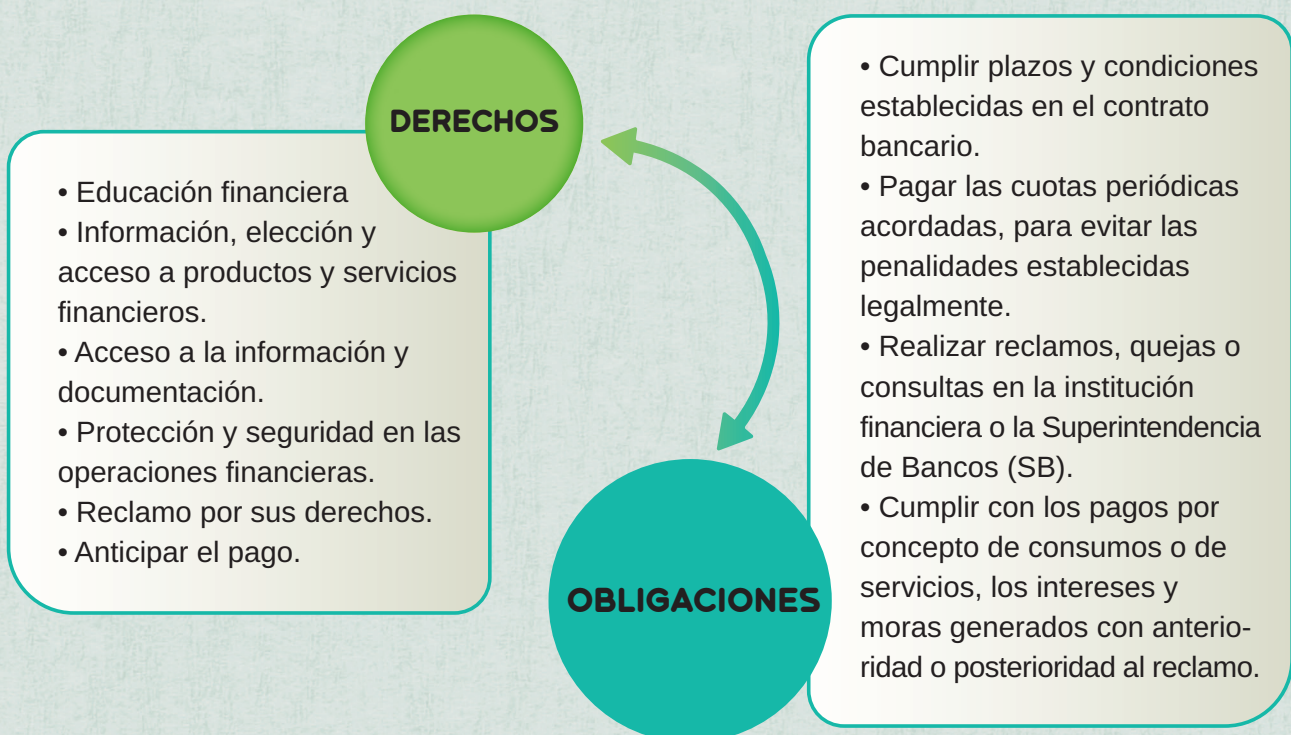 DERECHOS
• Educación financiera
• Información, elección y
acceso a productos y servicios
financieros.
• Acceso a la información y
documentación.
• Protección y seguridad en las
operaciones financieras.
• Reclamo por sus derechos.
• Anticipar el pago.
OBLIGACIONES
• Cumplir plazos y condiciones
establecidas en el contrato
bancario.
• Pagar las cuotas periódicas
acordadas, para evitar las
penalidades establecidas
legalmente.
• Realizar reclamos, quejas o
consultas en la institución
financiera o la Superintendencia
de Bancos (SB).
• Cumplir con los pagos por
concepto de consumos o de
servicios, los intereses y
moras generados con anterio-
ridad o posterioridad al reclamo.